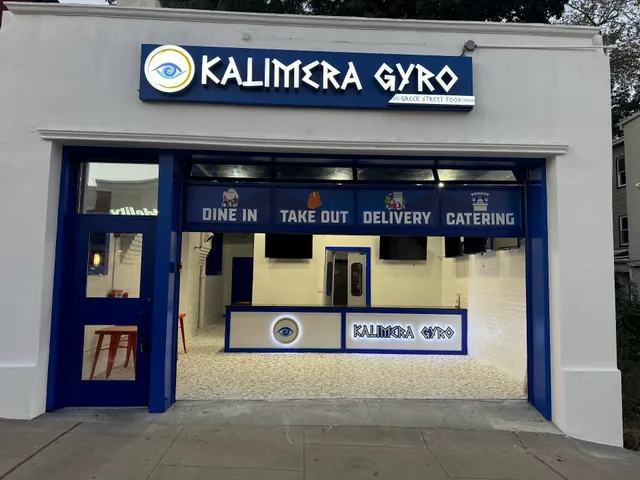 KALIMERA GYRO
GREEK STREET FOOD
DINE IN
TAKE OUT
DELIVERY
CATERING
KALIMERA GYRO